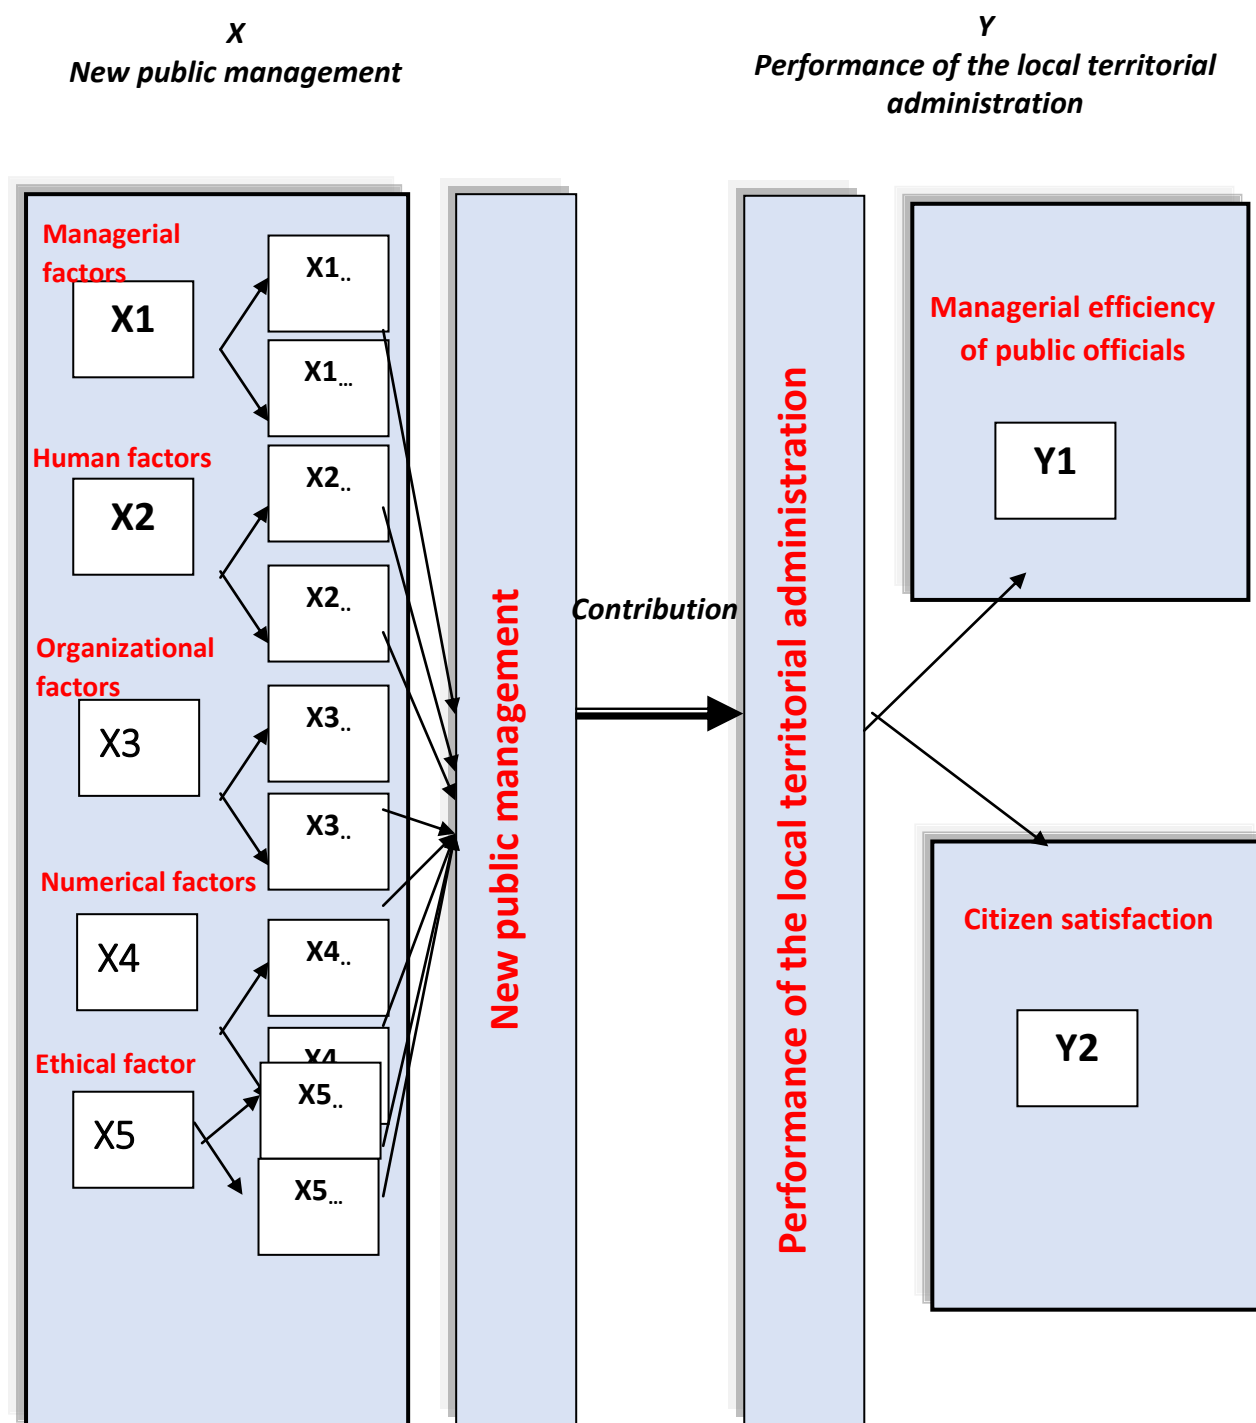 X
New public management
Y
Performance of the local territorial
administration
Managerial
factors
X1
X1..
X1...
Human factors
X2
X2..
X2..
Organizational
factors
X3
X3..
X3..
Numerical factors
X4
X4..
X4
Ethical factor
X5
X5..
X5...
New public management
Contribution
Performance of the local territorial administration
Managerial efficiency
of public officials
Y1
Citizen satisfaction
Y2